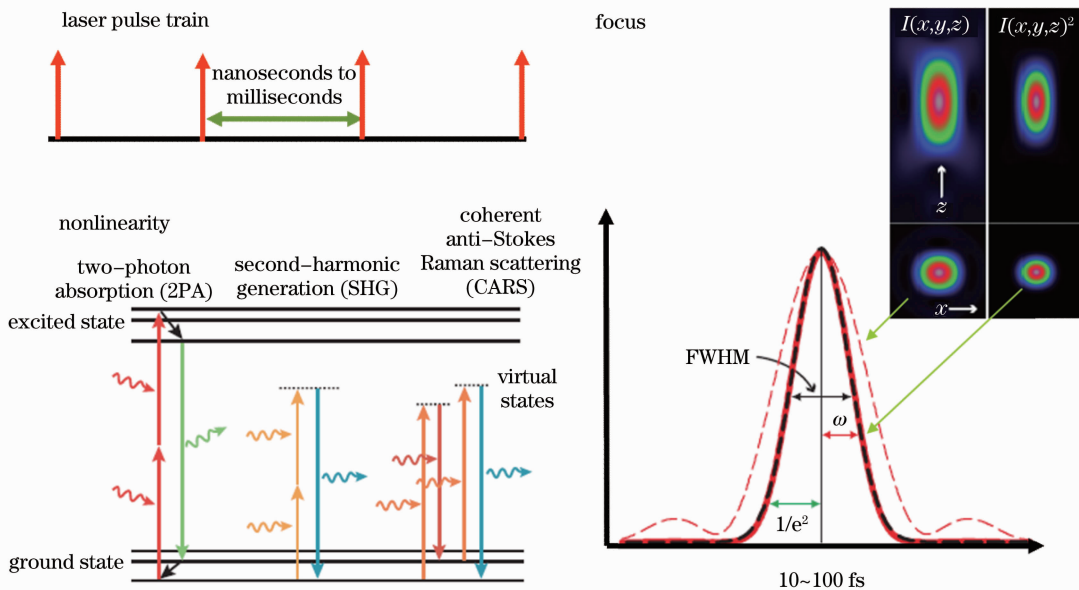 laser pulse train
nanoseconds to
milliseconds
nonlinearity
two-photon
absorption (2PA)
second-harmonic
generation (SHG)
coherent
anti-Stokes
Raman scattering
(CARS)
excited state
virtual
states
ground state
focus
I(x,y,z)
I(x,y,z)²
z
x
FWHM
ω
1/e²
10~100 fs